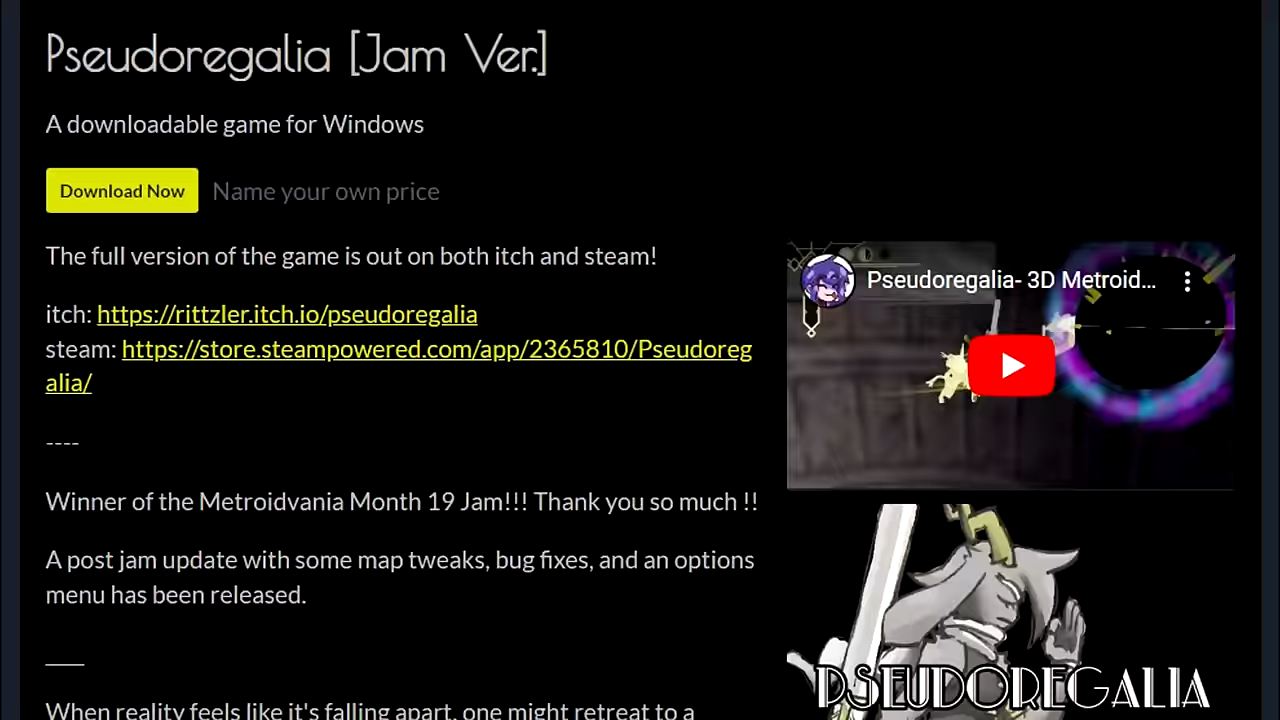 Pseudoregalia [Jam Ver.]
A downloadable game for Windows
Download Now Name your own price
The full version of the game is out on both itch and steam!
itch: https://rittzler.itch.io/pseudoregalia
steam: https://store.steampowered.com/app/2365810/Pseudoreg
alia/
----
Winner of the Metroidvania Month 19 Jam!!! Thank you so much !!
A post jam update with some map tweaks, bug fixes, and an options
menu has been released.
___
When reality feels like it's falling apart, one might retreat to a
Pseudoregalia- 3D Metroid...
PSEUDOREGALIA